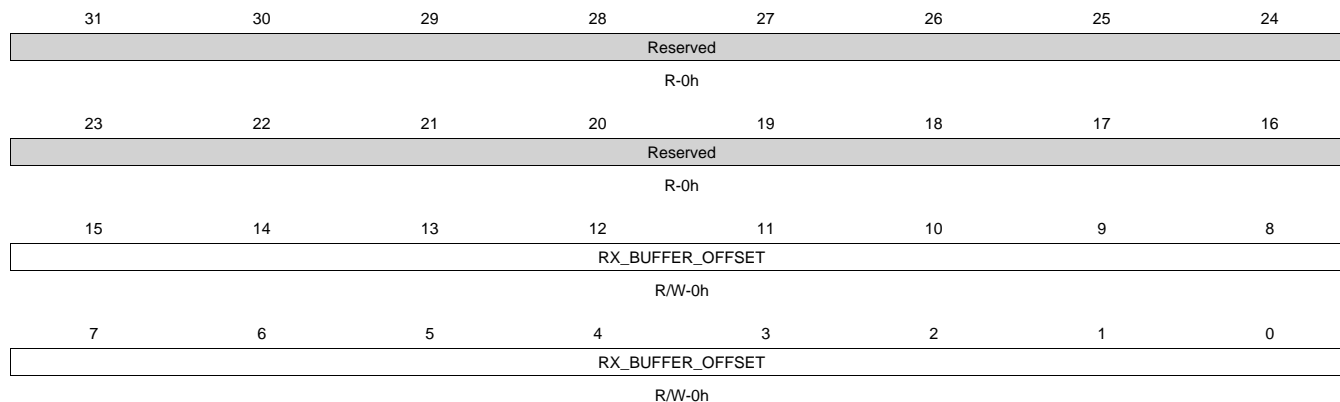 31 30 29 28 27 26 25 24
Reserved
R-0h
23 22 21 20 19 18 17 16
Reserved
R-0h
15 14 13 12 11 10 9 8
RX_BUFFER_OFFSET
R/W-0h
7 6 5 4 3 2 1 0
RX_BUFFER_OFFSET
R/W-0h